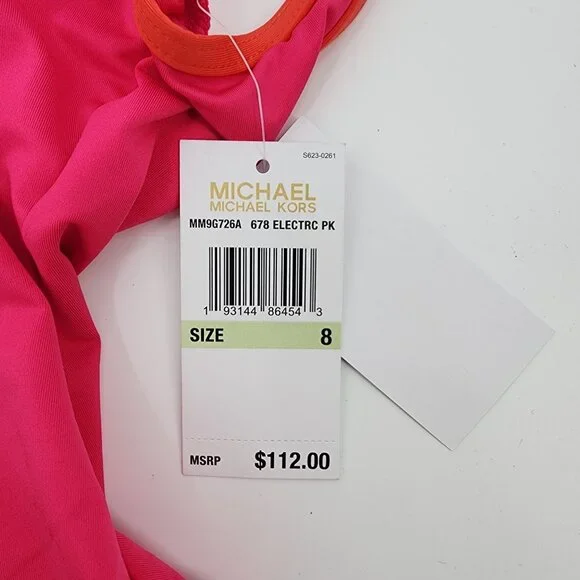 S623-0261
MICHAEL
MICHAEL KORS
MM9G726A 678 ELECTRC PK
1 93144 86454 3
SIZE 8
MSRP $112.00